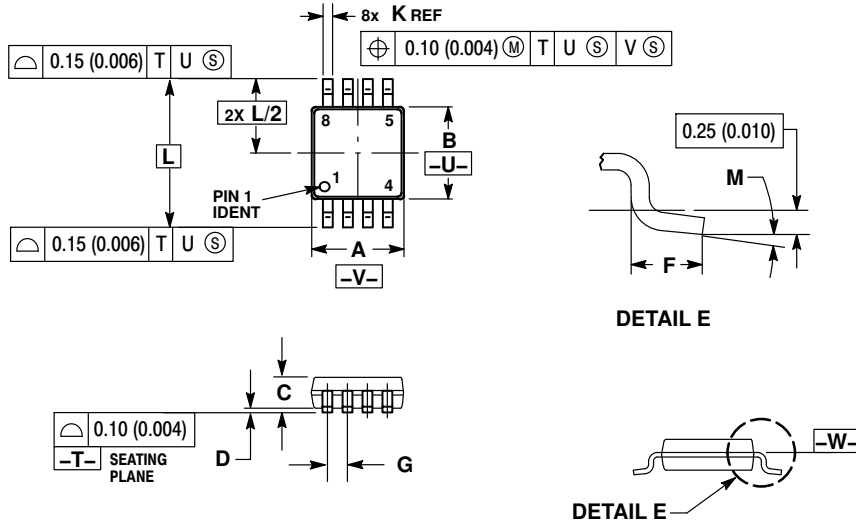 8x K REF
⌓ 0.15 (0.006) T U Ⓢ
⌖ 0.10 (0.004) Ⓜ T U Ⓢ V Ⓢ
2X L/2
8 5
B
–U–
L
PIN 1
IDENT
1 4
⌓ 0.15 (0.006) T U Ⓢ
A
–V–
0.25 (0.010)
M
F
DETAIL E
C
⌓ 0.10 (0.004)
–T– SEATING
PLANE
D
G
–W–
DETAIL E